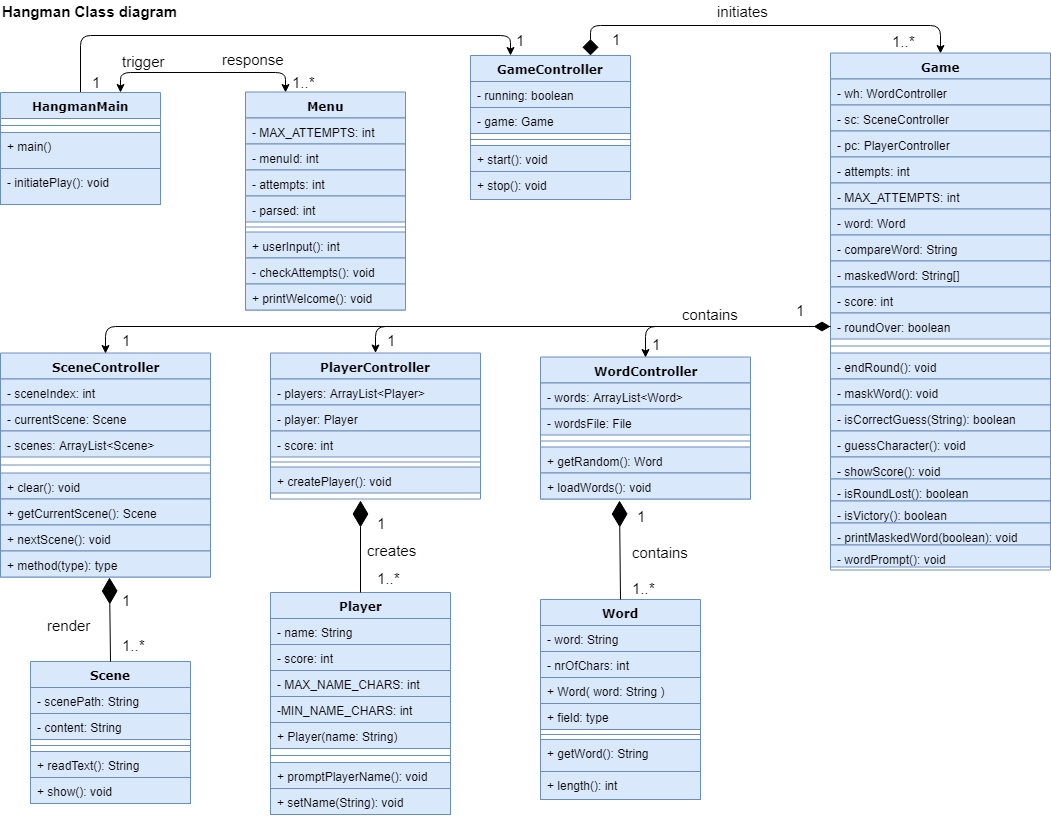 Hangman Class diagram
initiates
1
1
1..*
trigger
response
1
1..*
HangmanMain
+ main()
- initiatePlay(): void
Menu
- MAX_ATTEMPTS: int
- menuId: int
- attempts: int
- parsed: int
+ userInput(): int
- checkAttempts(): void
+ printWelcome(): void
GameController
- running: boolean
- game: Game
+ start(): void
+ stop(): void
Game
- wh: WordController
- sc: SceneController
- pc: PlayerController
- attempts: int
- MAX_ATTEMPTS: int
- word: Word
- compareWord: String
- maskedWord: String[]
- score: int
- roundOver: boolean
- endRound(): void
- maskWord(): void
- isCorrectGuess(String): boolean
- guessCharacter(): void
- showScore(): void
- isRoundLost(): boolean
- isVictory(): boolean
- printMaskedWord(boolean): void
- wordPrompt(): void
contains
1
1
1
1
SceneController
- sceneIndex: int
- currentScene: Scene
- scenes: ArrayList<Scene>
+ clear(): void
+ getCurrentScene(): Scene
+ nextScene(): void
+ method(type): type
PlayerController
- players: ArrayList<Player>
- player: Player
- score: int
+ createPlayer(): void
WordController
- words: ArrayList<Word>
- wordsFile: File
+ getRandom(): Word
+ loadWords(): void
1
render
1..*
1
creates
1..*
1
contains
1..*
Scene
- scenePath: String
- content: String
+ readText(): String
+ show(): void
Player
- name: String
- score: int
- MAX_NAME_CHARS: int
-MIN_NAME_CHARS: int
+ Player(name: String)
+ promptPlayerName(): void
+ setName(String): void
Word
- word: String
- nrOfChars: int
+ Word( word: String )
+ field: type
+ getWord(): String
+ length(): int